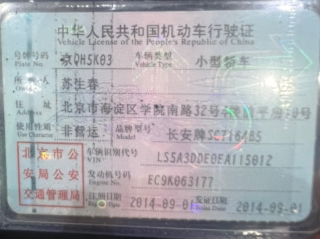 中华人民共和国机动车行驶证
Vehicle License of the People's Republic of China
号牌号码 京QH5K03 车辆类型 小型轿车
Plate No. Vehicle Type
所有人 苏生春
住址 北京市海淀区学院南路32号
Address
使用性质 非营运 品牌型号 长安牌SC7164B5
Use Character
北京市公安局公安交通管理局
车辆识别代号 LS5A3DDE0EA115012
VIN
发动机号码 EC9K063177
Engine No.
注册日期 2014-09-01 发证日期 2014-09-01